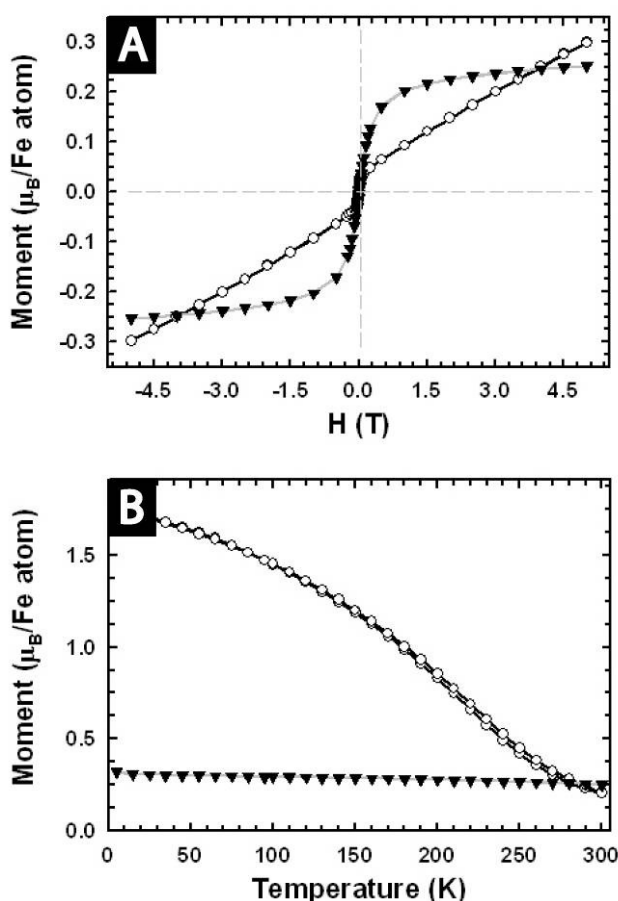 A
0.3
0.2
0.1
0.0
-0.1
-0.2
-0.3
Moment (μB/Fe atom)
-4.5 -3.0 -1.5 0.0 1.5 3.0 4.5
H (T)
B
1.5
1.0
0.5
0.0
Moment (μB/Fe atom)
0 50 100 150 200 250 300
Temperature (K)